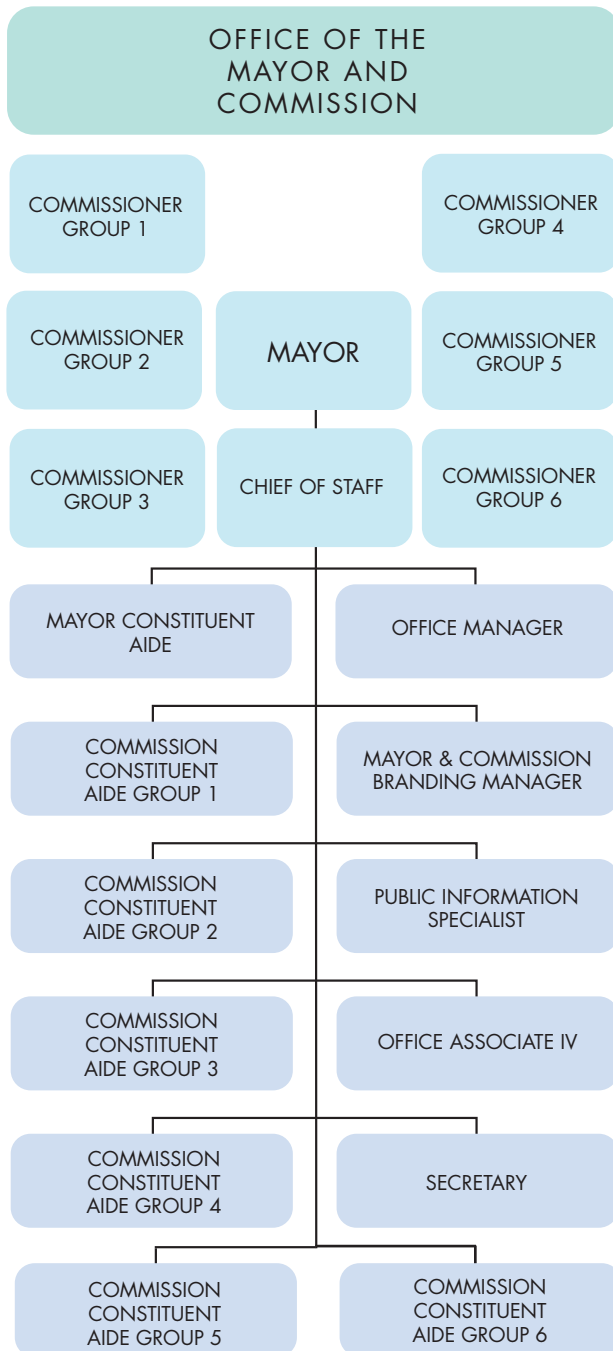 OFFICE OF THE
MAYOR AND
COMMISSION
COMMISSIONER
GROUP 1
COMMISSIONER
GROUP 4
COMMISSIONER
GROUP 2
MAYOR
COMMISSIONER
GROUP 5
COMMISSIONER
GROUP 3
CHIEF OF STAFF
COMMISSIONER
GROUP 6
MAYOR CONSTITUENT
AIDE
OFFICE MANAGER
COMMISSION
CONSTITUENT
AIDE GROUP 1
MAYOR & COMMISSION
BRANDING MANAGER
COMMISSION
CONSTITUENT
AIDE GROUP 2
PUBLIC INFORMATION
SPECIALIST
COMMISSION
CONSTITUENT
AIDE GROUP 3
OFFICE ASSOCIATE IV
COMMISSION
CONSTITUENT
AIDE GROUP 4
SECRETARY
COMMISSION
CONSTITUENT
AIDE GROUP 5
COMMISSION
CONSTITUENT
AIDE GROUP 6